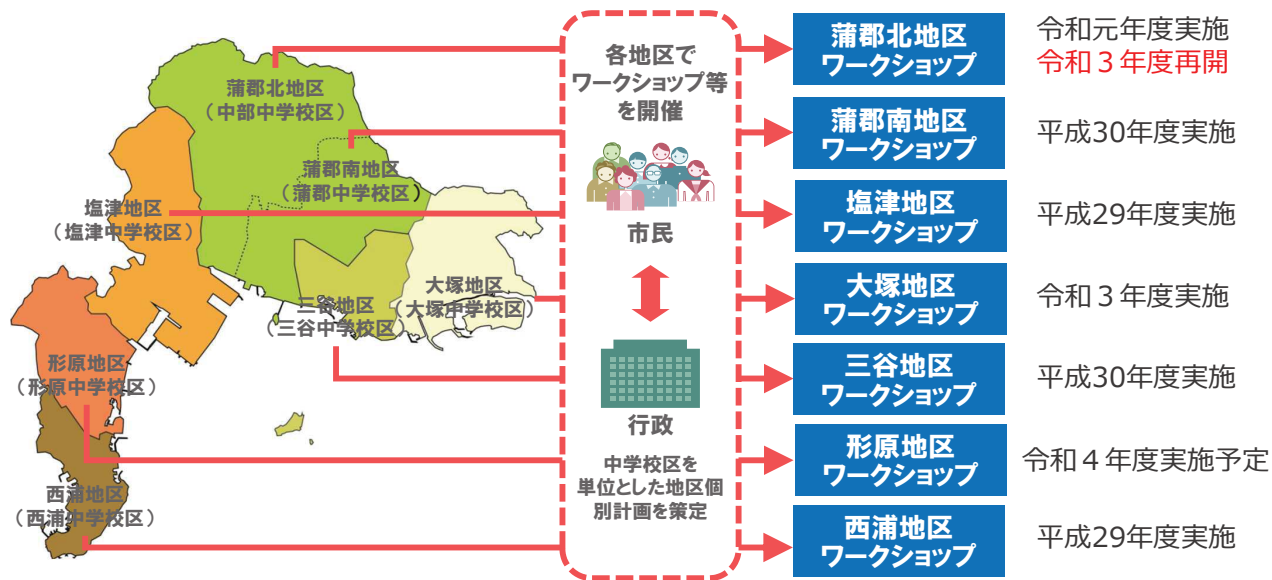 蒲郡北地区
（中部中学校区）
蒲郡南地区
（蒲郡中学校区）
塩津地区
（塩津中学校区）
大塚地区
（大塚中学校区）
三谷地区
（三谷中学校区）
形原地区
（形原中学校区）
西浦地区
（西浦中学校区）
各地区で
ワークショップ等
を開催
市民
行政
中学校区を
単位とした地区個
別計画を策定
蒲郡北地区
ワークショップ
令和元年度実施
令和３年度再開
蒲郡南地区
ワークショップ
平成30年度実施
塩津地区
ワークショップ
平成29年度実施
大塚地区
ワークショップ
令和３年度実施
三谷地区
ワークショップ
平成30年度実施
形原地区
ワークショップ
令和４年度実施予定
西浦地区
ワークショップ
平成29年度実施